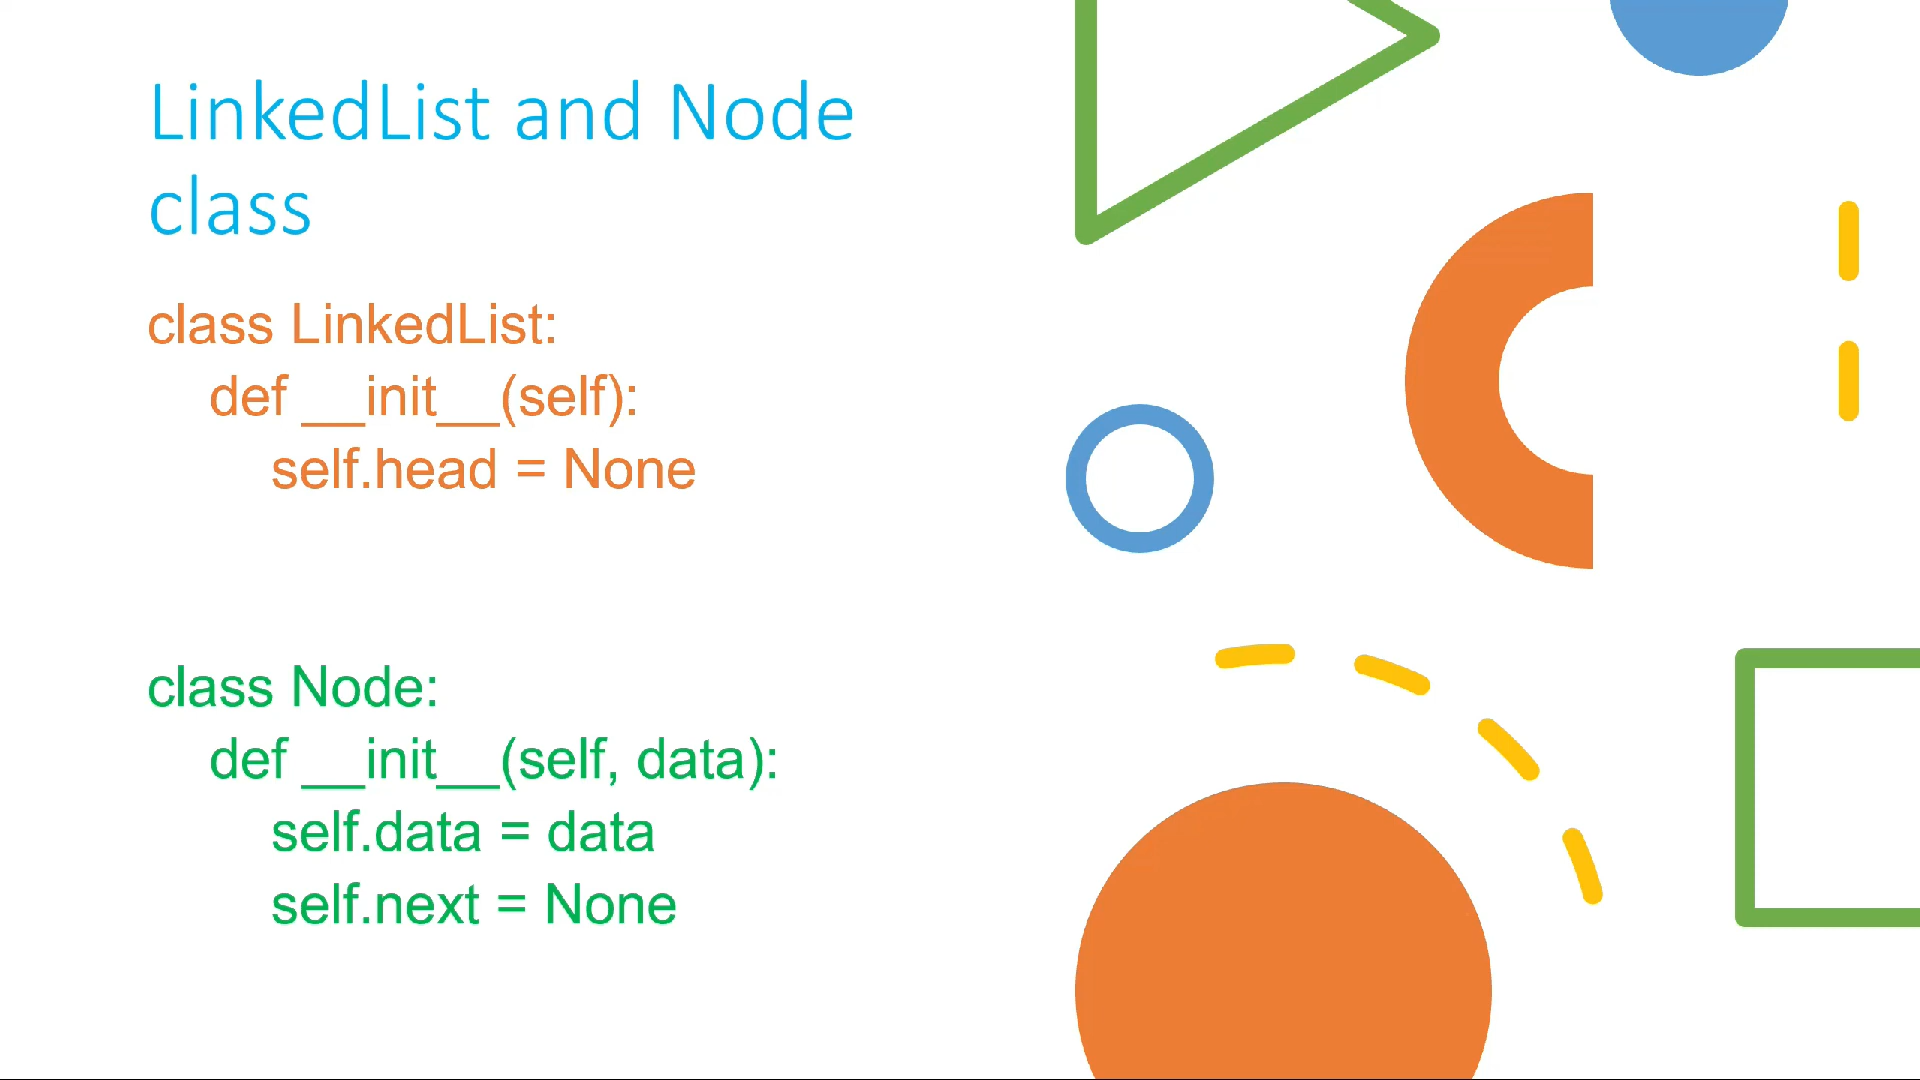 LinkedList and Node
class
class LinkedList:
    def __init__(self):
        self.head = None
class Node:
    def __init__(self, data):
        self.data = data
        self.next = None